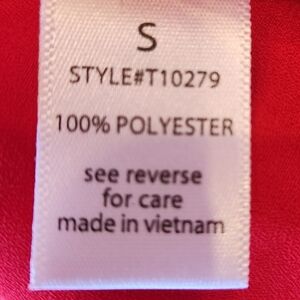 S
STYLE#T10279
100% POLYESTER
see reverse
for care
made in vietnam